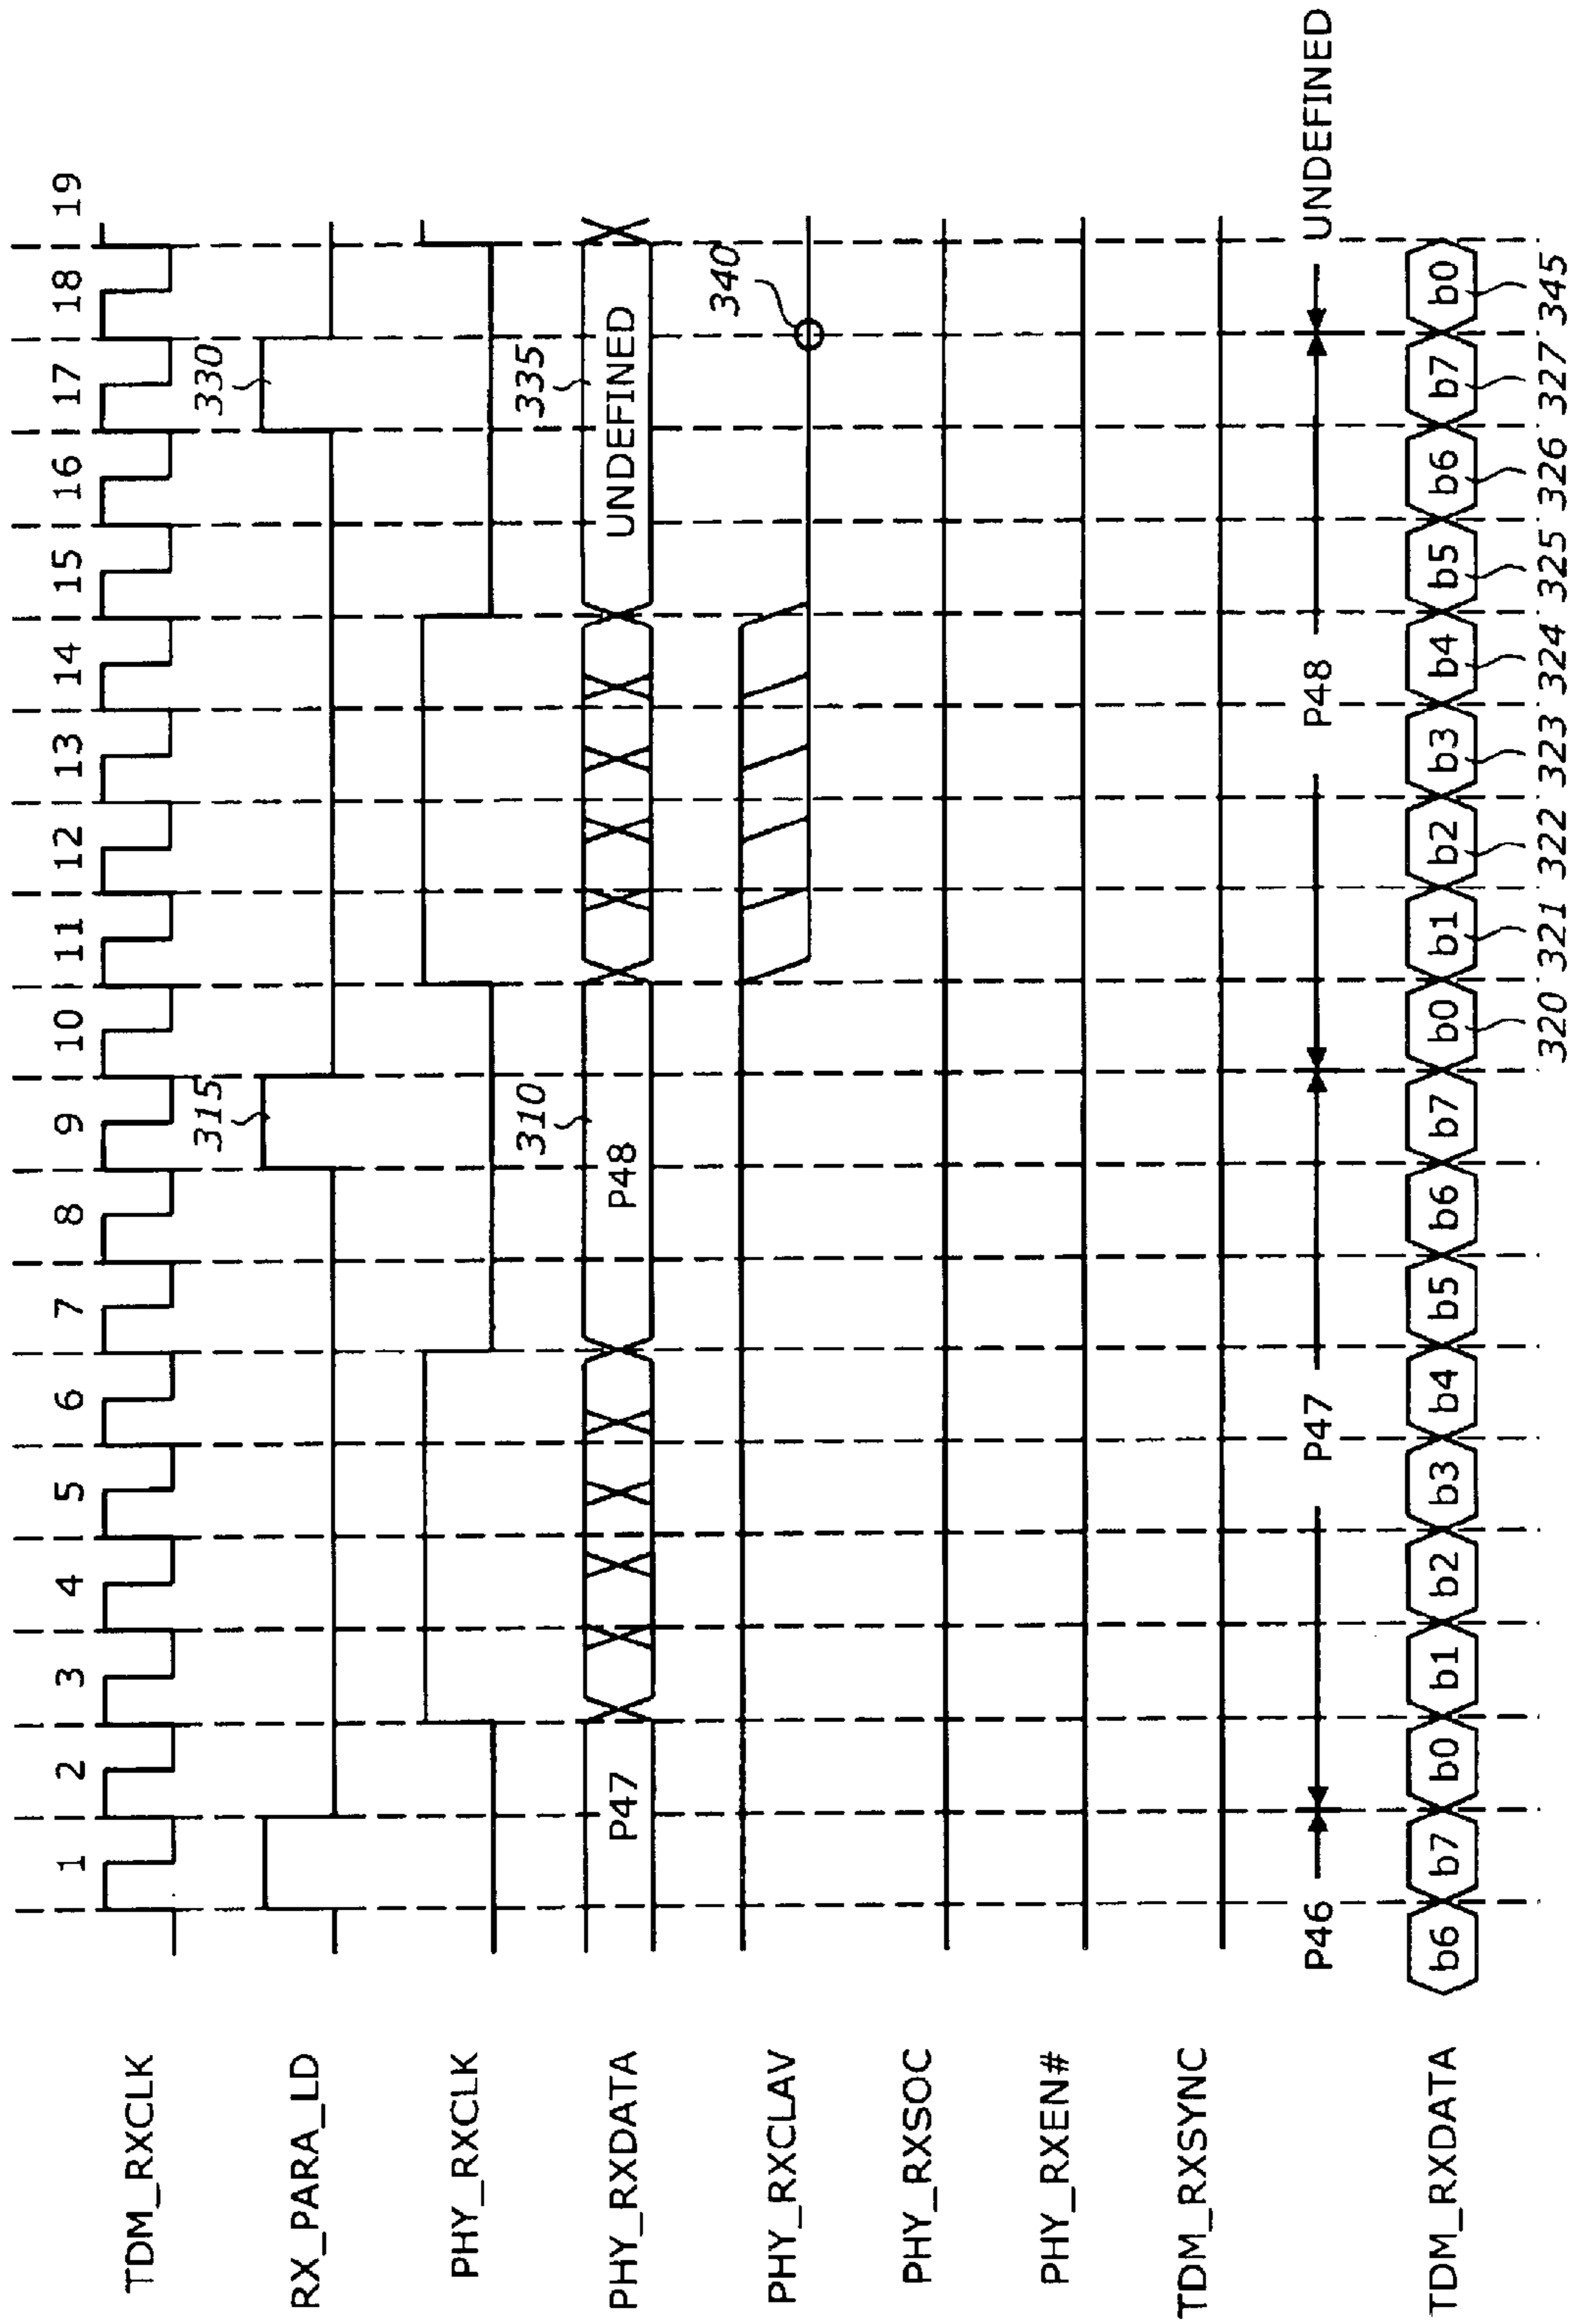 1 2 3 4 5 6 7 8 9 10 11 12 13 14 15 16 17 18 19
TDM_RXCLK
RX_PARA_LD 315 330
PHY_RXCLK
PHY_RXDATA P47 P48 310 UNDEFINED 335
PHY_RXCLAV 340
PHY_RXSOC
PHY_RXEN#
TDM_RXSYNC
P46 P47 P48 UNDEFINED
TDM_RXDATA b6 b7 b0 b1 b2 b3 b4 b5 b6 b7 b0 b1 b2 b3 b4 b5 b6 b7 b0
320 321 322 323 324 325 326 327 345